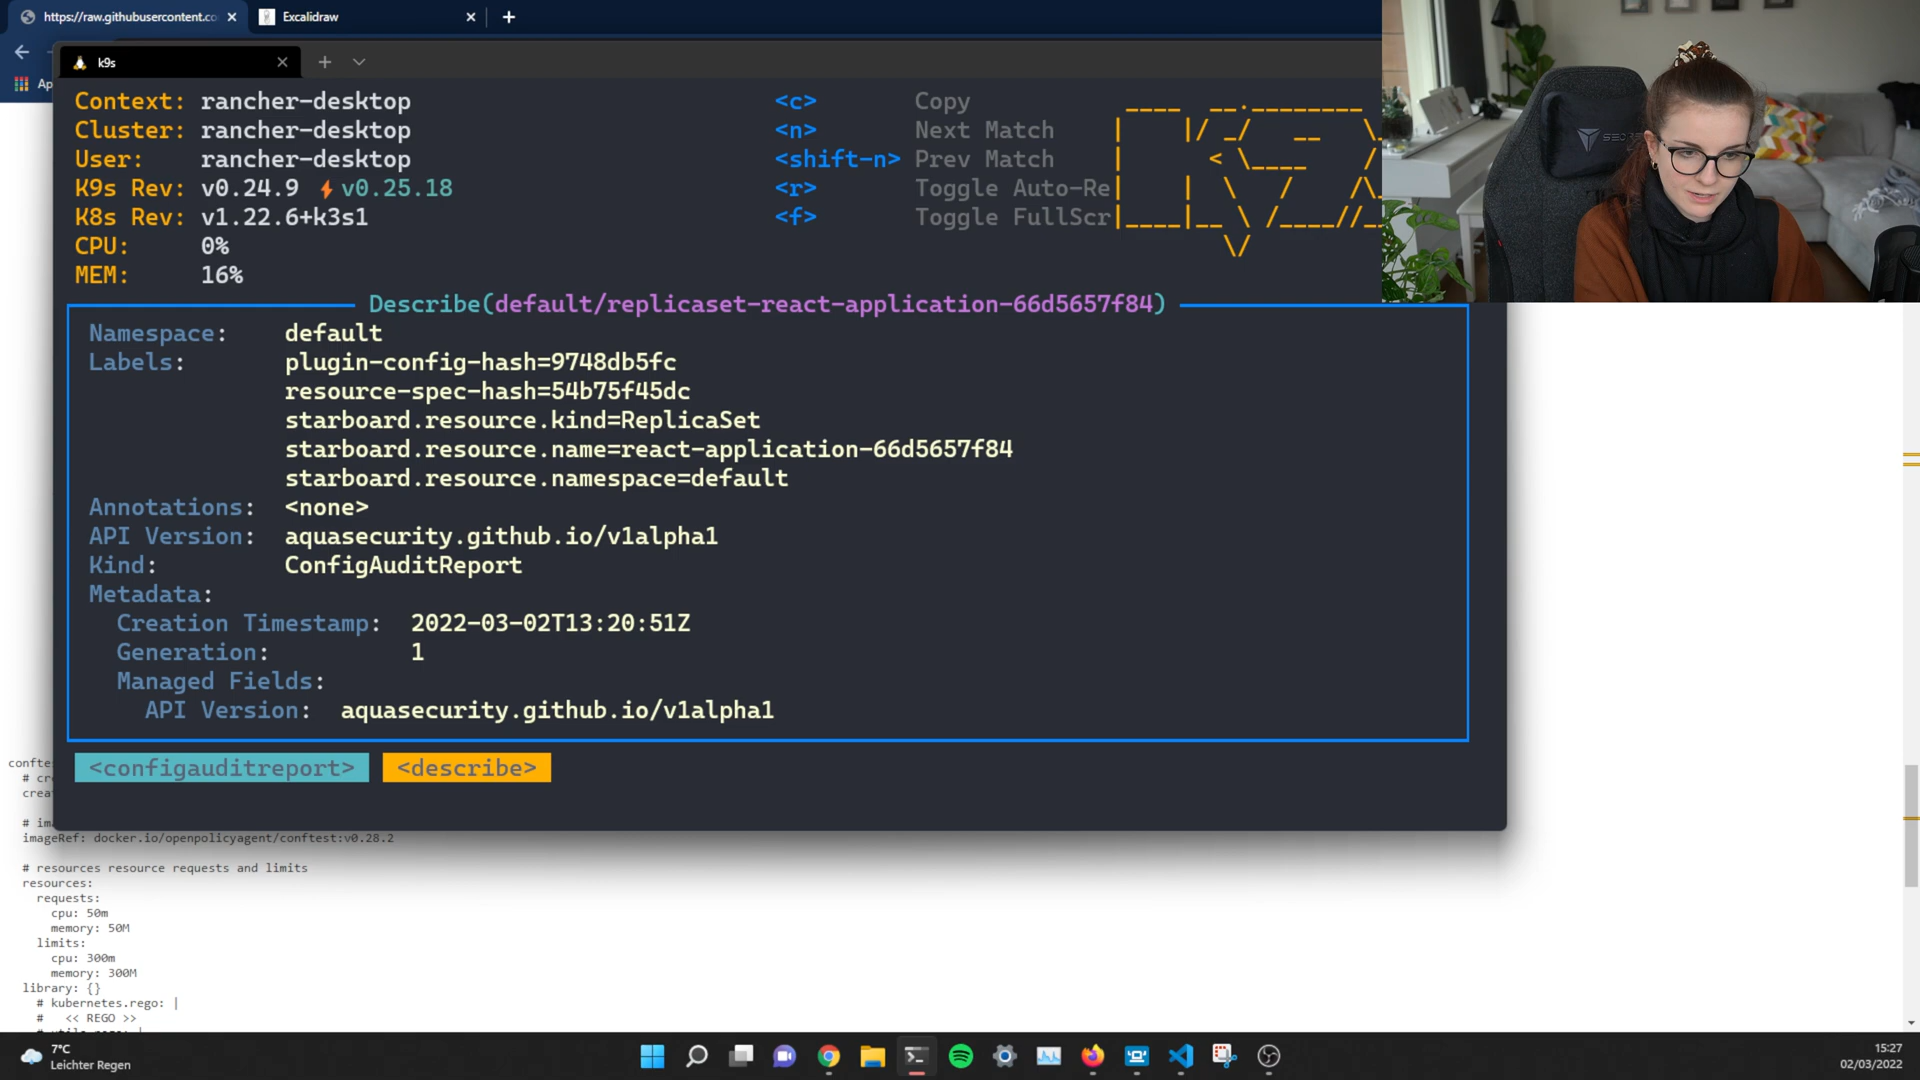 https://raw.githubusercontent.co
Excalidraw
k9s
Context: rancher-desktop
Cluster: rancher-desktop
User: rancher-desktop
K9s Rev: v0.24.9 ⚡v0.25.18
K8s Rev: v1.22.6+k3s1
CPU: 0%
MEM: 16%
<c> Copy
<n> Next Match
<shift-n> Prev Match
<r> Toggle Auto-Re
<f> Toggle FullScr
Describe(default/replicaset-react-application-66d5657f84)
Namespace: default
Labels: plugin-config-hash=9748db5fc
resource-spec-hash=54b75f45dc
starboard.resource.kind=ReplicaSet
starboard.resource.name=react-application-66d5657f84
starboard.resource.namespace=default
Annotations: <none>
API Version: aquasecurity.github.io/v1alpha1
Kind: ConfigAuditReport
Metadata:
Creation Timestamp: 2022-03-02T13:20:51Z
Generation: 1
Managed Fields:
API Version: aquasecurity.github.io/v1alpha1
<configauditreport> <describe>
imageRef: docker.io/openpolicyagent/conftest:v0.28.2
# resources resource requests and limits
resources:
requests:
cpu: 50m
memory: 50M
limits:
cpu: 300m
memory: 300M
library: {}
# kubernetes.rego: |
# << REGO >>
7°C
Leichter Regen
15:27
02/03/2022